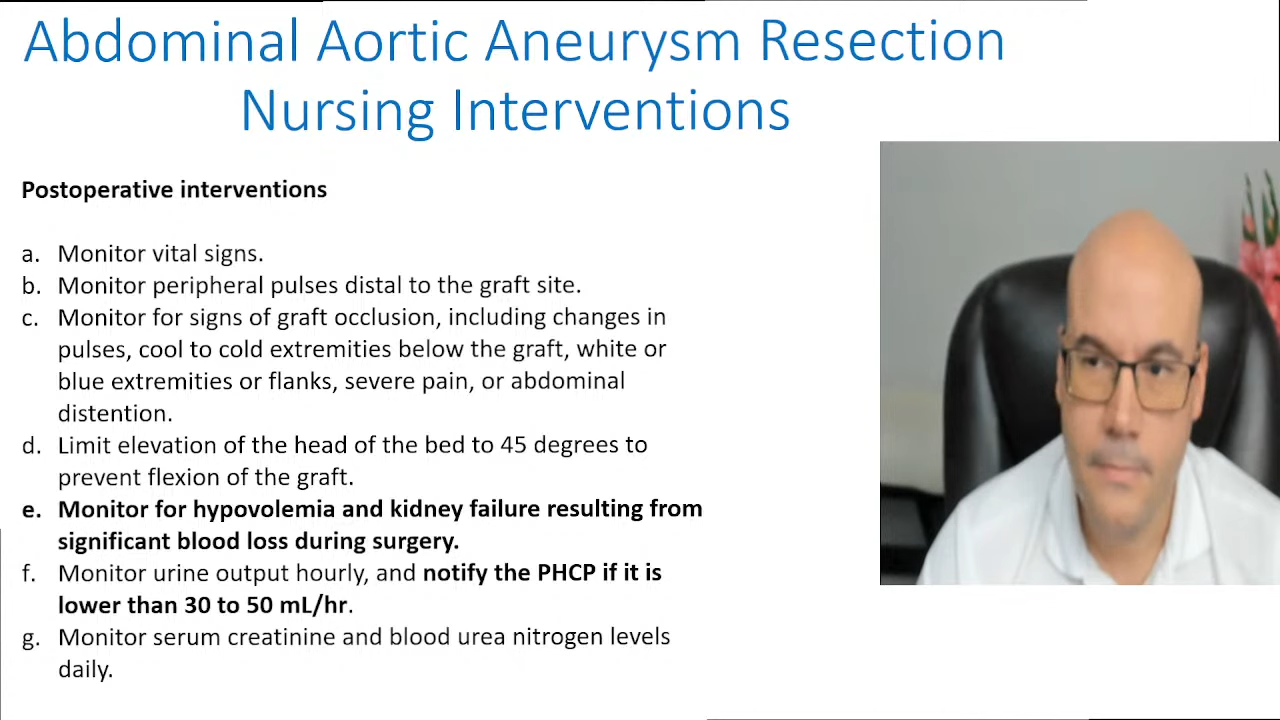 Abdominal Aortic Aneurysm Resection
Nursing Interventions
Postoperative interventions
a. Monitor vital signs.
b. Monitor peripheral pulses distal to the graft site.
c. Monitor for signs of graft occlusion, including changes in
pulses, cool to cold extremities below the graft, white or
blue extremities or flanks, severe pain, or abdominal
distention.
d. Limit elevation of the head of the bed to 45 degrees to
prevent flexion of the graft.
e. Monitor for hypovolemia and kidney failure resulting from
significant blood loss during surgery.
f. Monitor urine output hourly, and notify the PHCP if it is
lower than 30 to 50 mL/hr.
g. Monitor serum creatinine and blood urea nitrogen levels
daily.